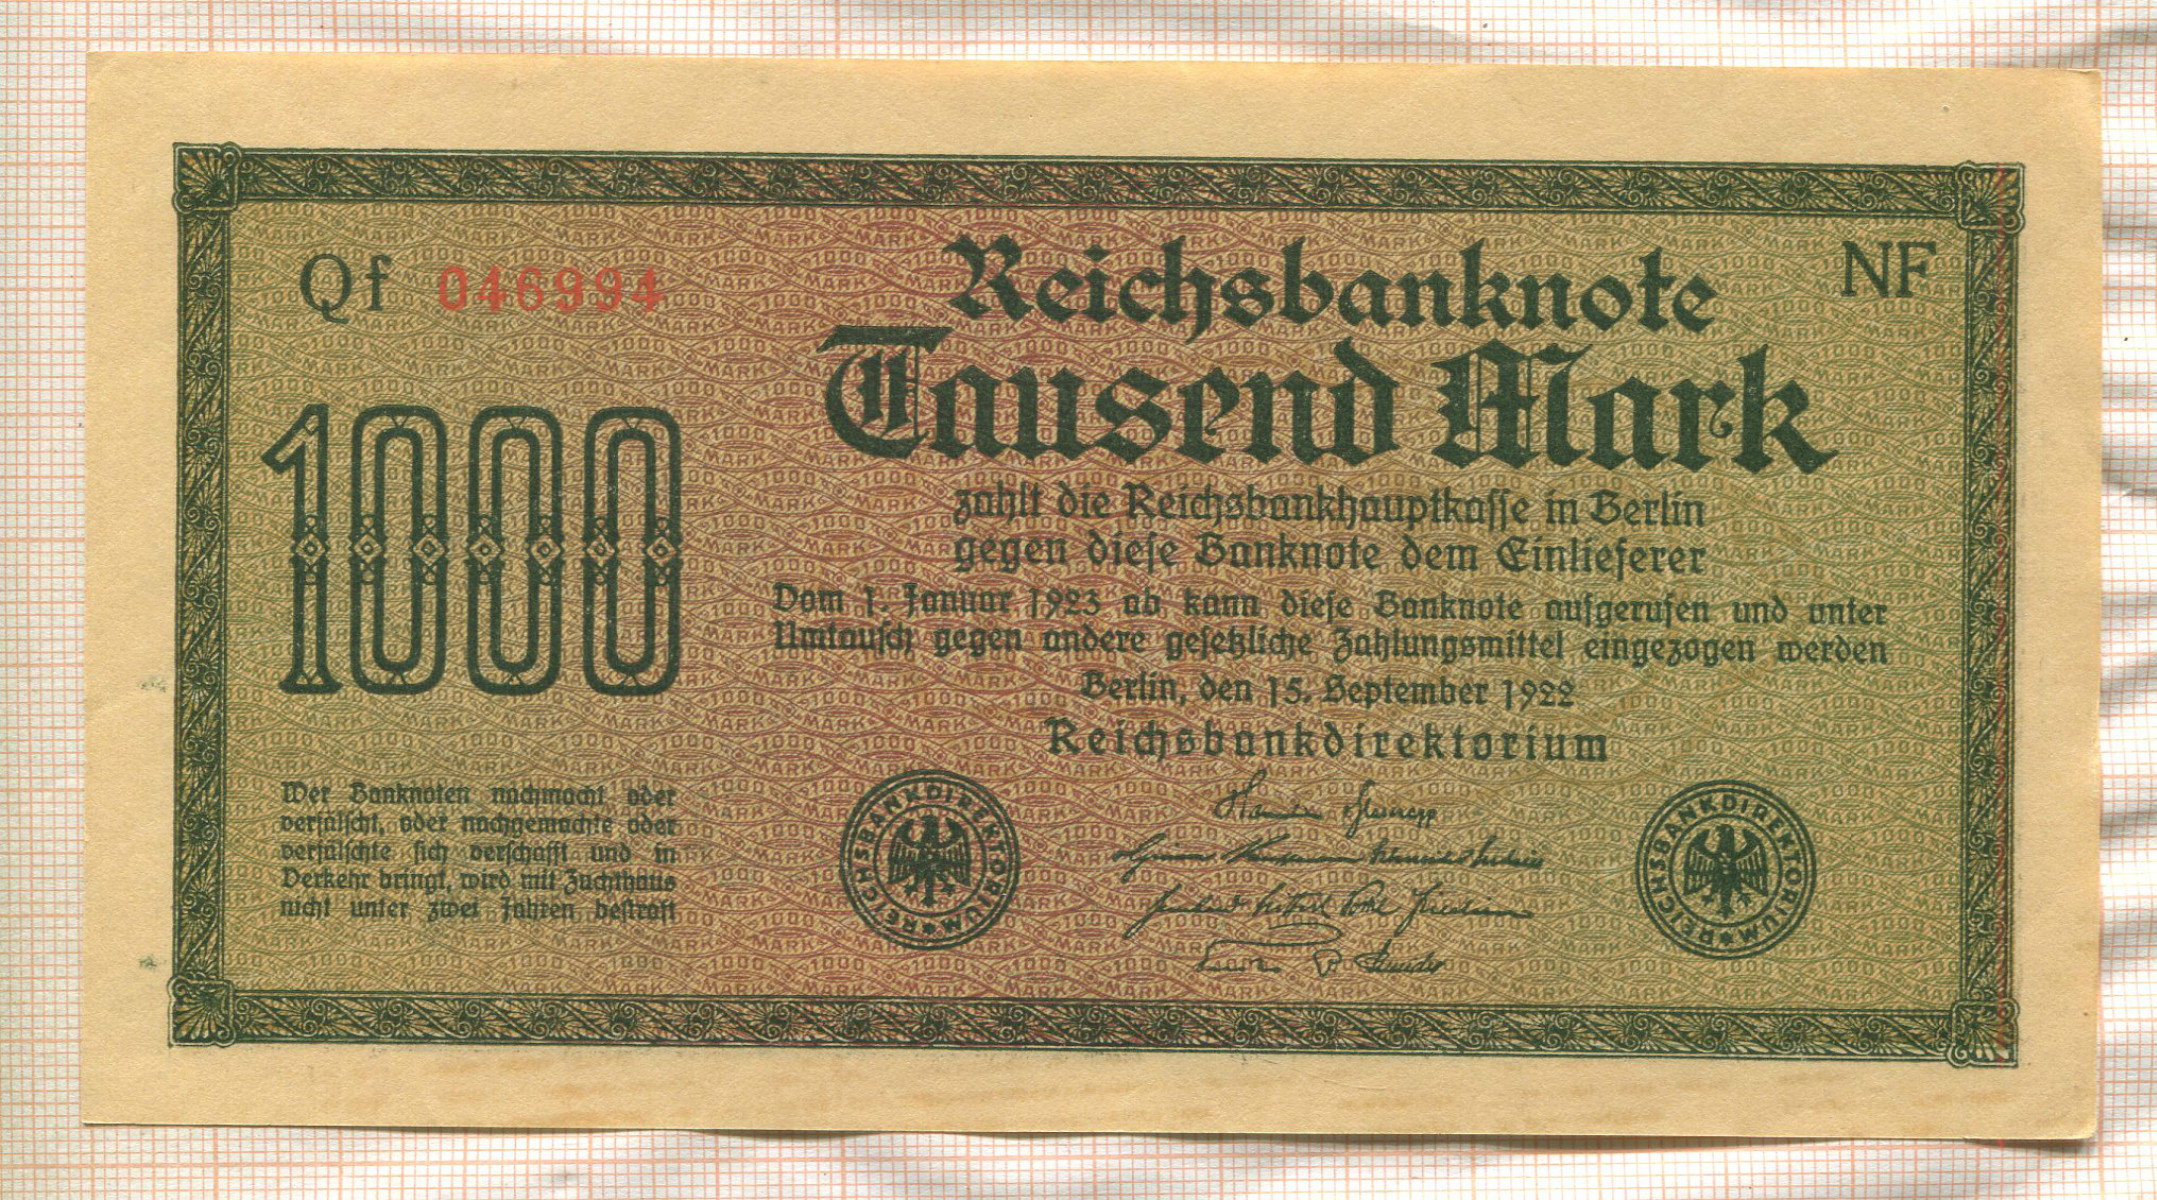 Qf 046994
Reichsbanknote
NF
Tausend Mark
1000
zahlt die Reichsbankhauptkasse in Berlin
gegen diese Banknote dem Einlieferer
Vom 1. Januar 1923 ab kann diese Banknote aufgerufen und unter
Umtausch gegen andere gesetzliche Zahlungsmittel eingezogen werden
Berlin, den 15. September 1922
Reichsbankdirektorium
Wer Banknoten nachmacht oder
verfälscht, oder nachgemachte oder
verfälschte sich verschafft und in
Verkehr bringt, wird mit Zuchthaus
nicht unter zwei Jahren bestraft
REICHSBANKDIREKTORIUM
REICHSBANKDIREKTORIUM